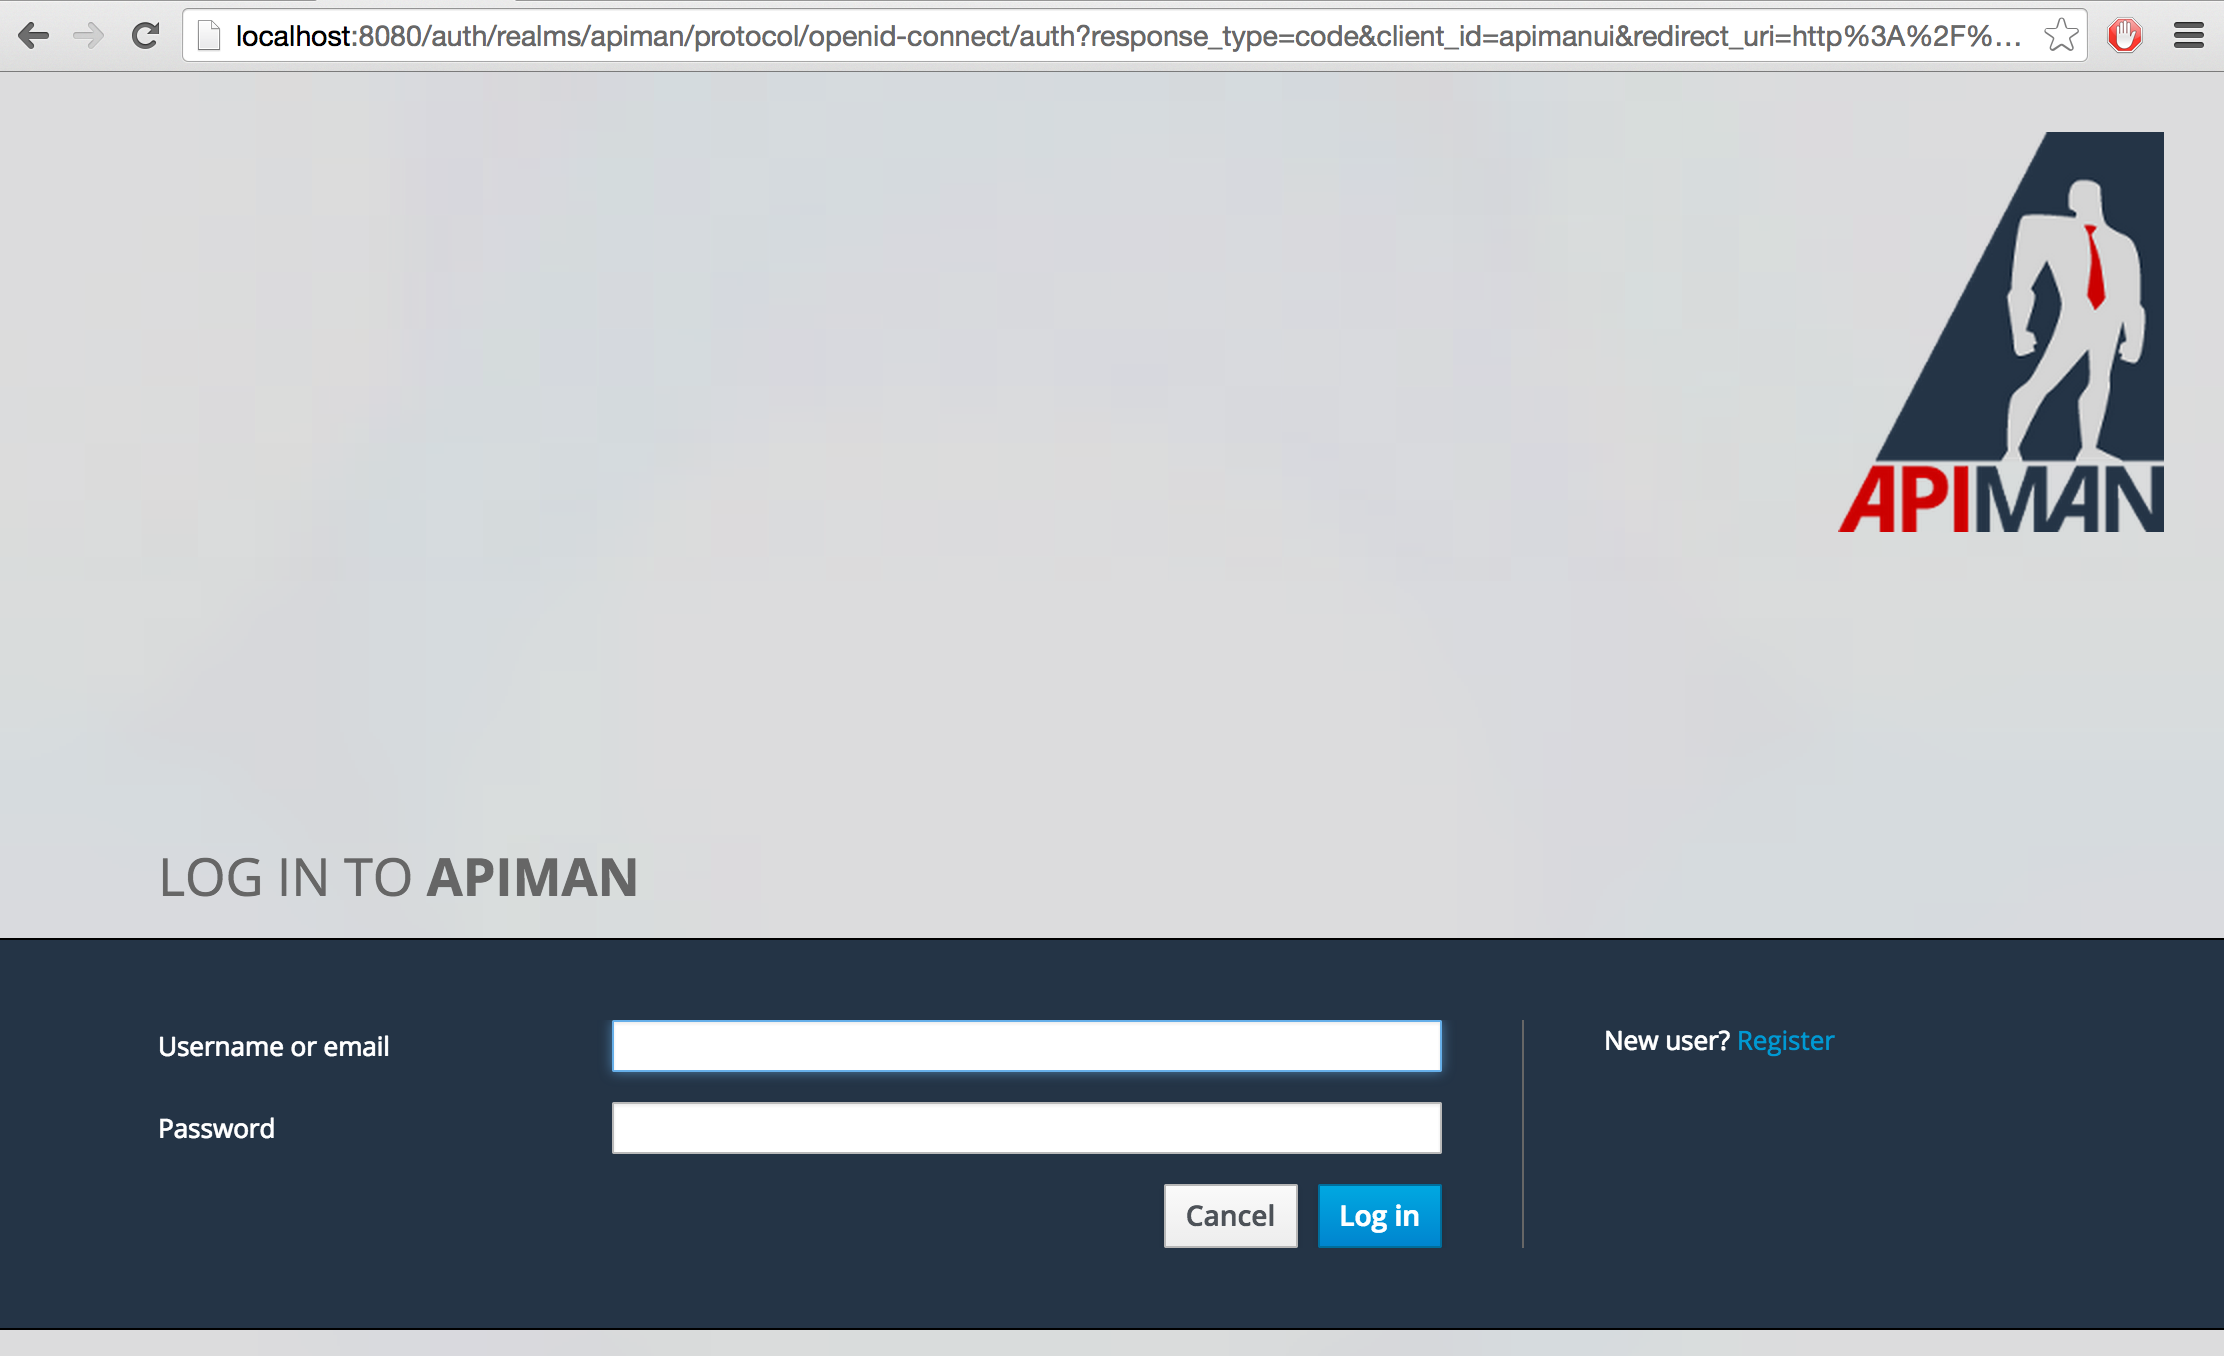 localhost:8080/auth/realms/apiman/protocol/openid-connect/auth?response_type=code&client_id=apimanui&redirect_uri=http%3A%2F%...
APIMAN
LOG IN TO APIMAN
Username or email
New user? Register
Password
Cancel
Log in